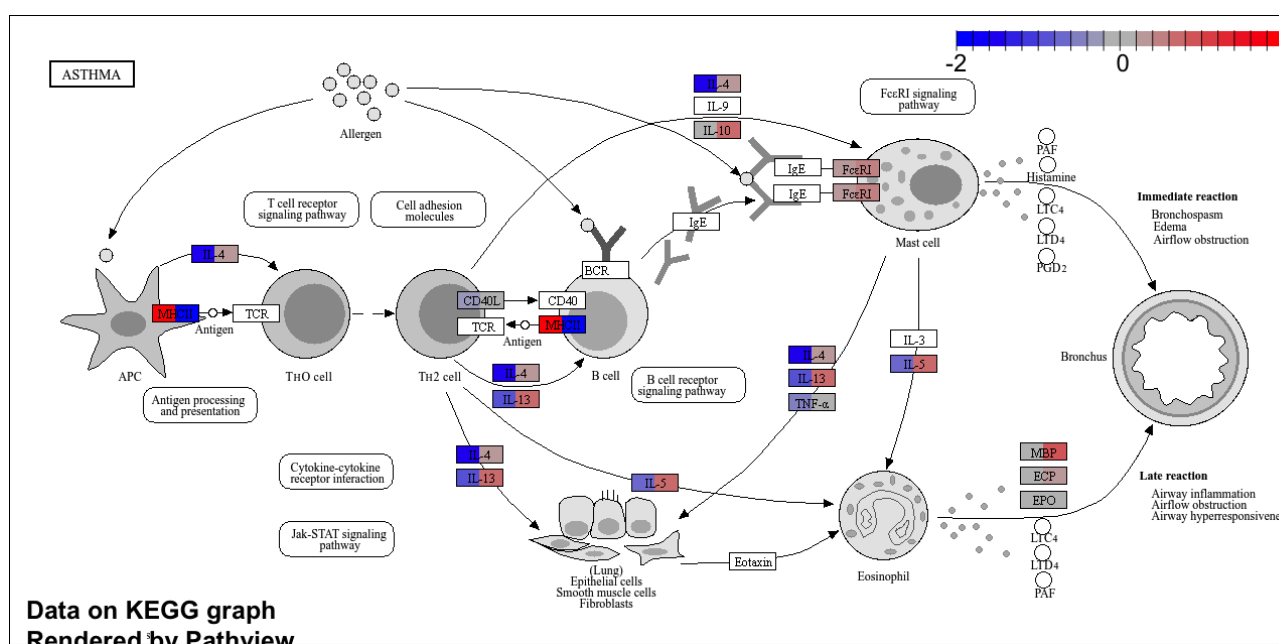 -2
0
ASTHMA
Allergen
IL-4
IL-9
IL-10
FcεRI signaling
pathway
T cell receptor
signaling pathway
Cell adhesion
molecules
IgE
FcεRI
IgE
FcεRI
IgE
Mast cell
PAF
Histamine
LTC4
LTD4
PGD2
Immediate reaction
Bronchospasm
Edema
Airflow obstruction
IL-4
MHCII
Antigen
TCR
APC
TH0 cell
Antigen processing
and presentation
CD40L
TCR
TH2 cell
BCR
CD40
MHCII
Antigen
B cell
IL-4
IL-13
B cell receptor
signaling pathway
IL-4
IL-13
TNF-α
IL-3
IL-5
Bronchus
Cytokine-cytokine
receptor interaction
IL-4
IL-13
IL-5
Jak-STAT signaling
pathway
(Lung)
Epithelial cells
Smooth muscle cells
Fibroblasts
Eotaxin
Eosinophil
MBP
ECP
EPO
LTC4
LTD4
PAF
Late reaction
Airway inflammation
Airflow obstruction
Airway hyperresponsivene
Data on KEGG graph
Rendered by Pathview